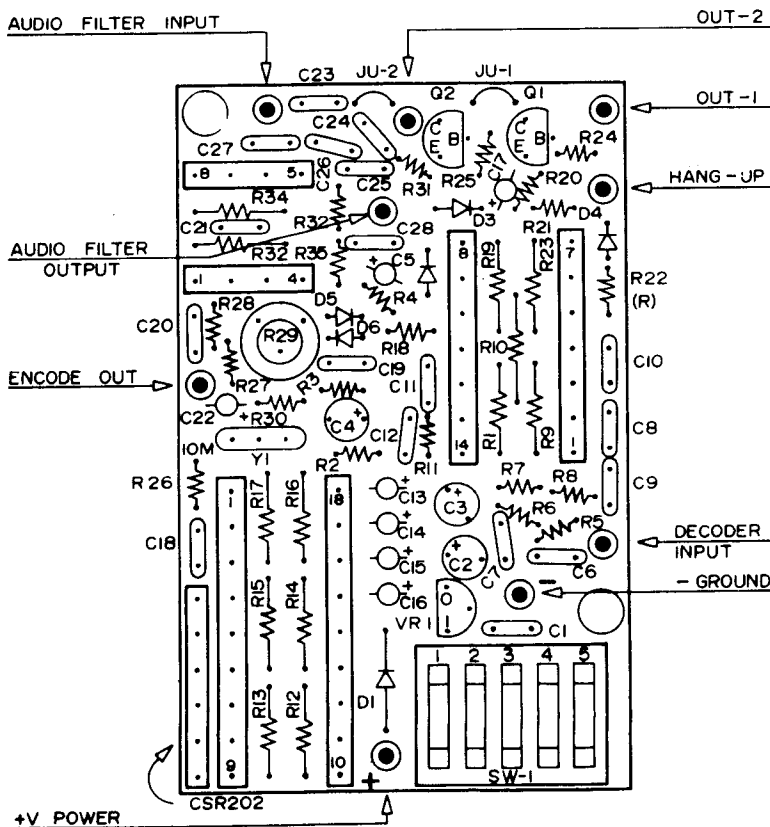 AUDIO FILTER INPUT
OUT-2
C23
JU-2
JU-1
Q2
Q1
OUT-1
C24
C
E
B
C
E
B
R24
C27
C26
C25
R31
R25
C17
R20
HANG-UP
8
5
R34
R32
D3
R21
D4
C21
R32
R35
C28
R19
R23
AUDIO FILTER
OUTPUT
C5
8
7
R22
(R)
1
4
R4
D5
D6
R28
R29
R18
R10
C20
C10
C19
ENCODE OUT
R27
R3
C11
C22
R30
C4
C12
R1
R9
C8
10M
Y1
R2
R11
14
1
R26
R17
R16
1
18
C13
R7
R8
C9
C3
R6
R5
C14
C18
C15
C2
C7
C6
DECODER
INPUT
R15
R14
C16
O
I
VR1
–
-GROUND
C1
1
2
3
4
5
R13
R12
D1
9
10
+
SW-1
CSR202
+V POWER